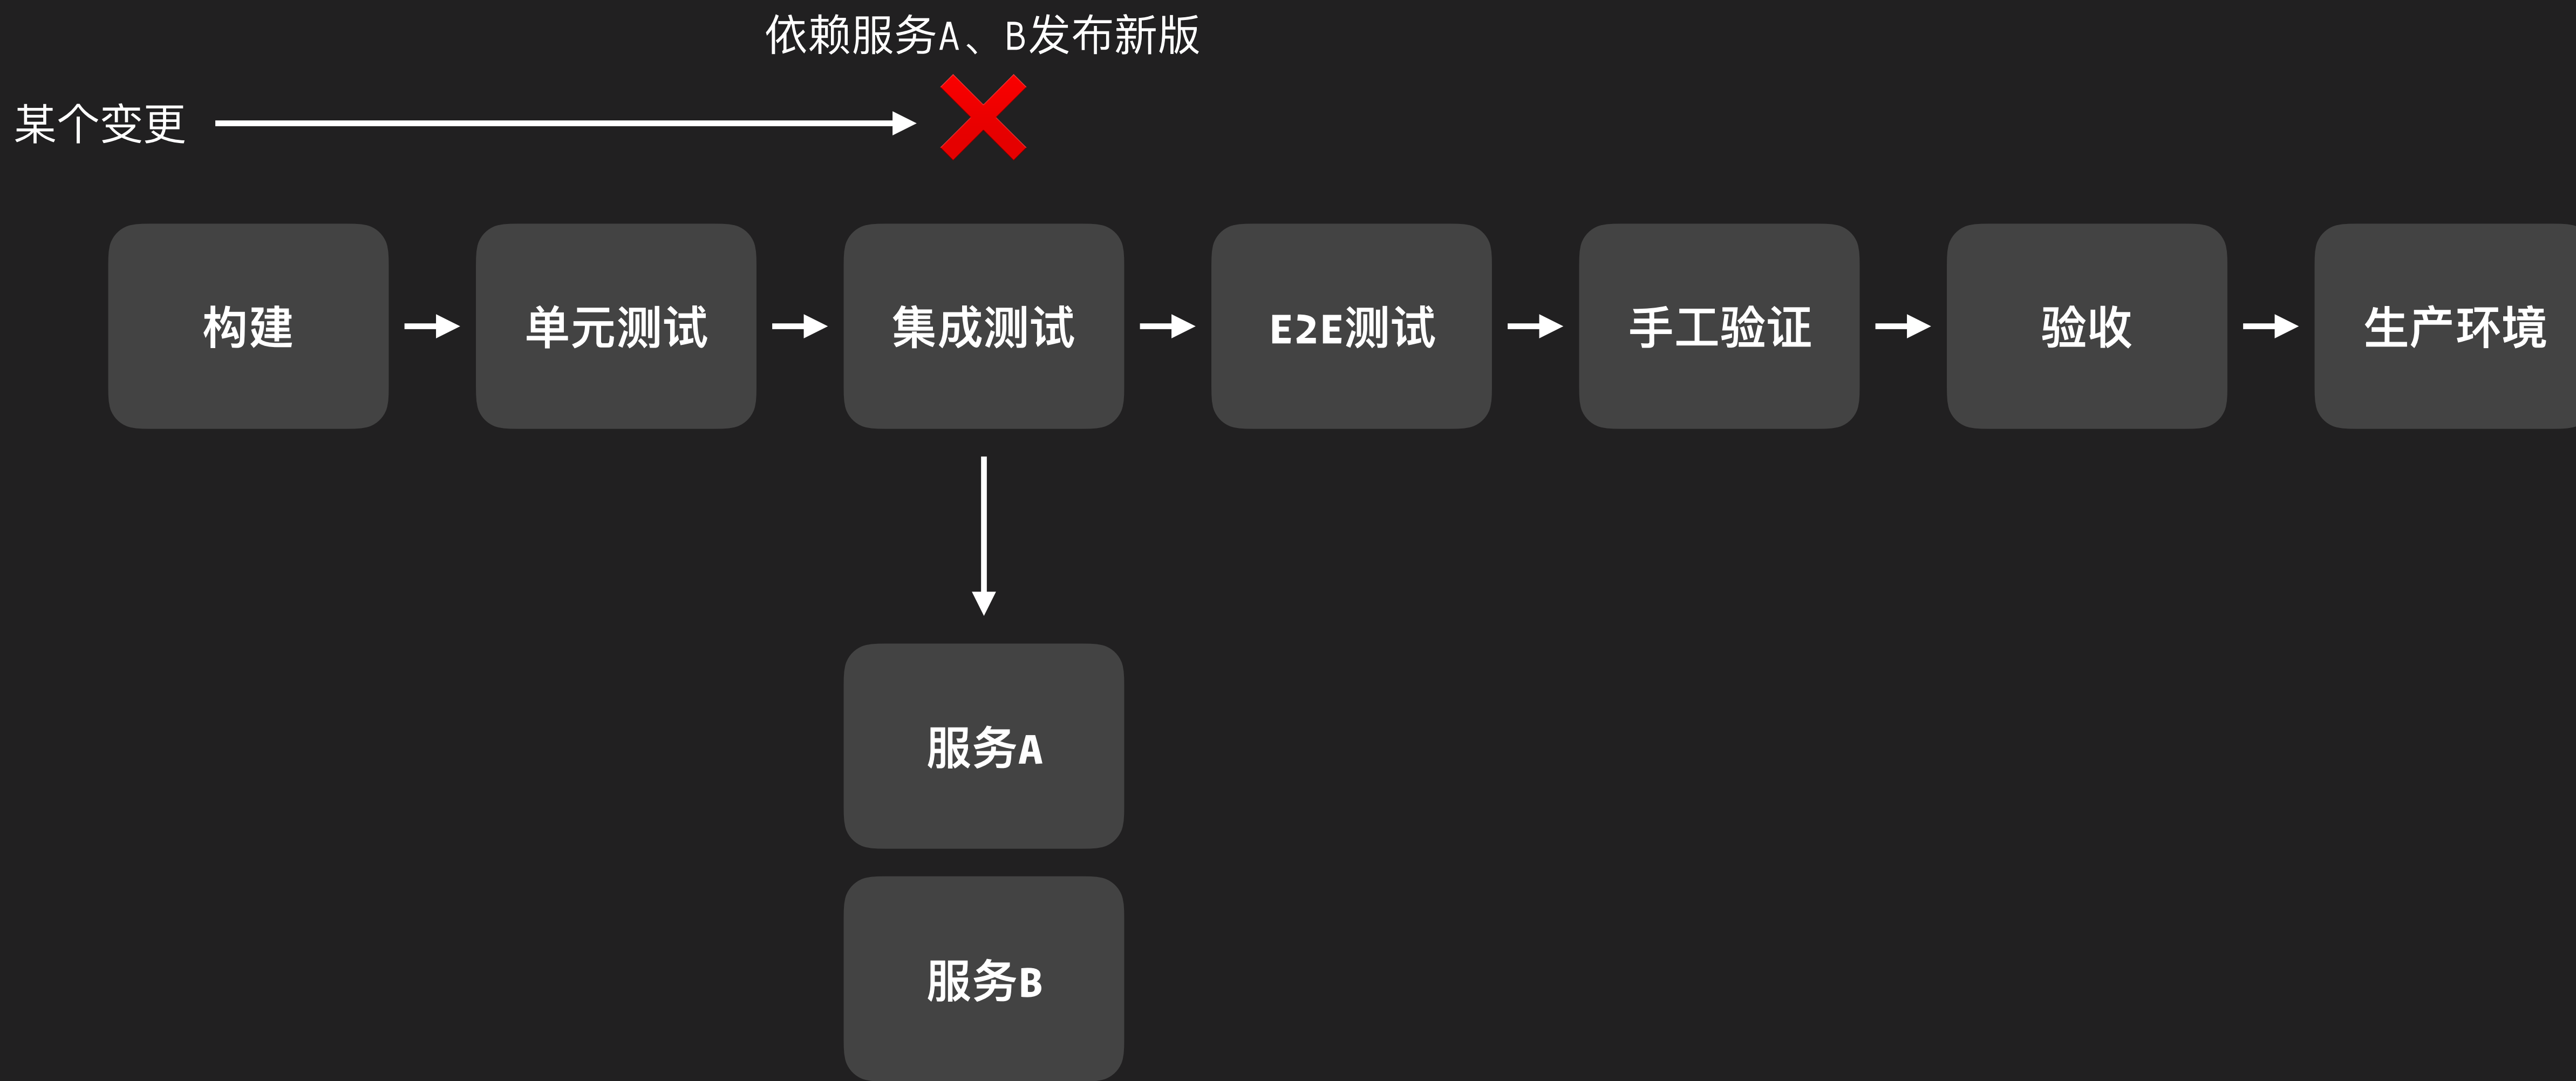 依赖服务A、B发布新版
某个变更
构建
单元测试
集成测试
E2E测试
手工验证
验收
生产环境
服务A
服务B